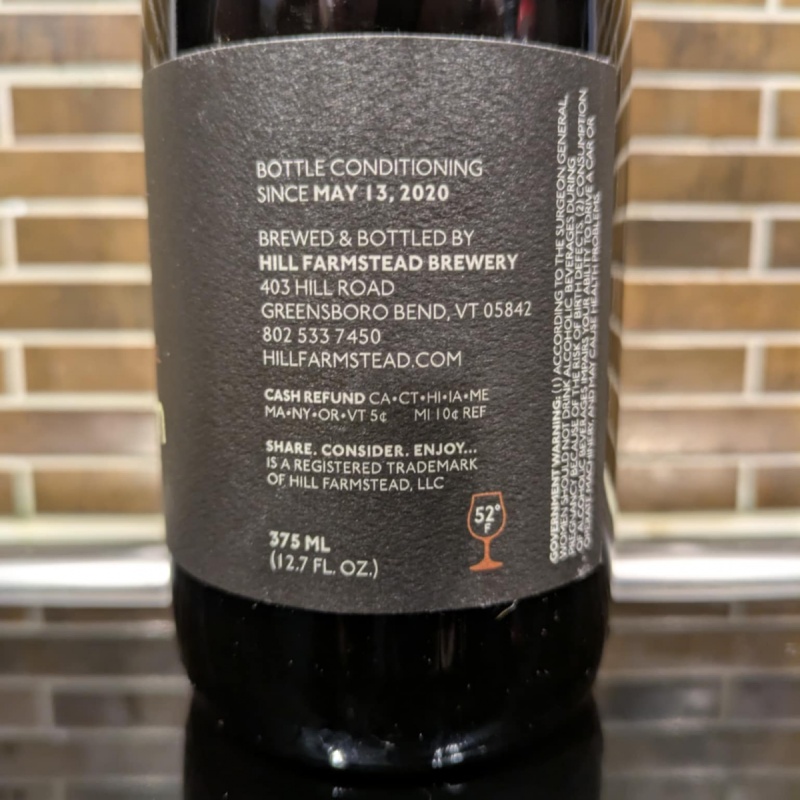 BOTTLE CONDITIONING
SINCE MAY 13, 2020
BREWED & BOTTLED BY
HILL FARMSTEAD BREWERY
403 HILL ROAD
GREENSBORO BEND, VT 05842
802 533 7450
HILLFARMSTEAD.COM
CASH REFUND CA•CT•HI•IA•ME
MA•NY•OR•VT 5¢ MI 10¢ REF
SHARE. CONSIDER. ENJOY...
IS A REGISTERED TRADEMARK
OF HILL FARMSTEAD, LLC
375 ML
(12.7 FL. OZ.)
52°
F
GOVERNMENT WARNING: (1) ACCORDING TO THE SURGEON GENERAL,
WOMEN SHOULD NOT DRINK ALCOHOLIC BEVERAGES DURING
PREGNANCY BECAUSE OF THE RISK OF BIRTH DEFECTS. (2) CONSUMPTION
OF ALCOHOLIC BEVERAGES IMPAIRS YOUR ABILITY TO DRIVE A CAR OR
OPERATE MACHINERY, AND MAY CAUSE HEALTH PROBLEMS.